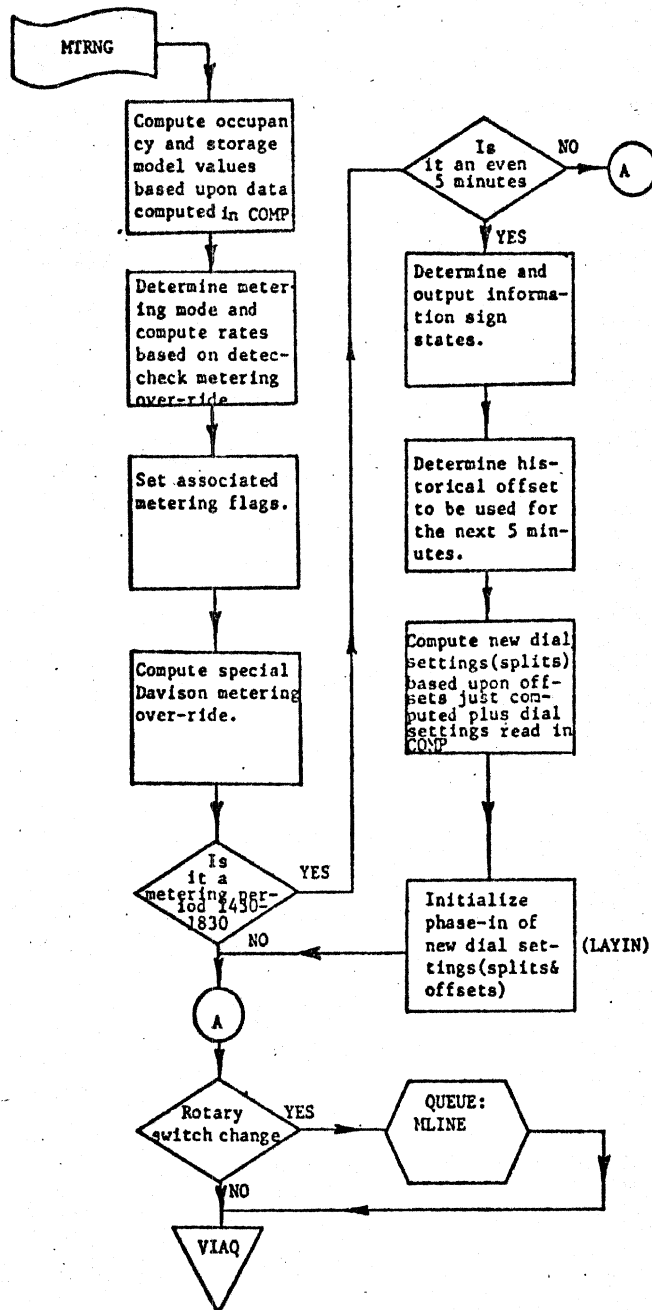 MTRNG
Compute occupan
cy and storage
model values
based upon data
computed in COMP
Determine meter-
ing mode and
compute rates
based on detec-
check metering
over-ride
Set associated
metering flags.
Compute special
Davison metering
over-ride.
Is
it a
metering per-
iod 1430-
1830
YES
NO
Is
it an even
5 minutes
NO
A
YES
Determine and
output informa-
tion sign
states.
Determine his-
torical offset
to be used for
the next 5 min-
utes.
Compute new dial
settings(splits)
based upon off-
sets just com-
puted plus dial
settings read in
COMP
Initialize
phase-in of
new dial set-
tings(splits&
offsets)
(LAYIN)
A
Rotary
switch change
YES
NO
QUEUE:
MLINE
VIAQ